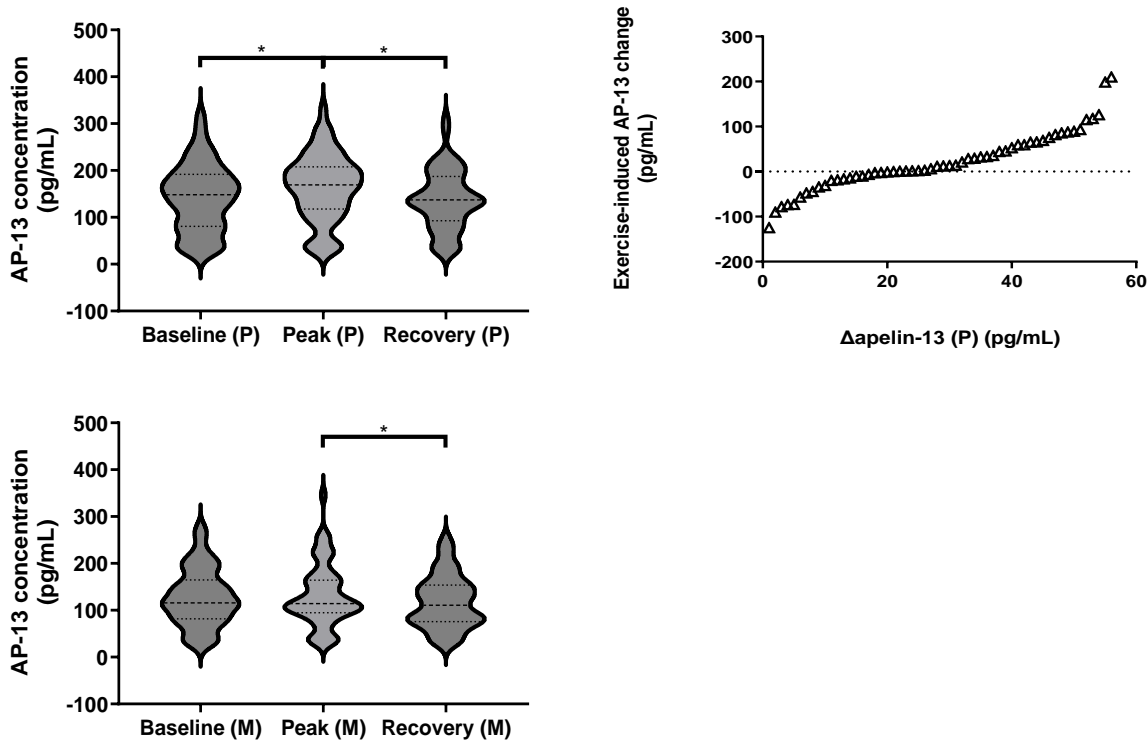 AP-13 concentration
(pg/mL)
500
400
300
200
100
0
-100
*
*
Baseline (P)
Peak (P)
Recovery (P)
Exercise-induced AP-13 change
(pg/mL)
300
200
100
0
-100
-200
0
20
40
60
Δapelin-13 (P) (pg/mL)
AP-13 concentration
(pg/mL)
500
400
300
200
100
0
-100
*
Baseline (M)
Peak (M)
Recovery (M)